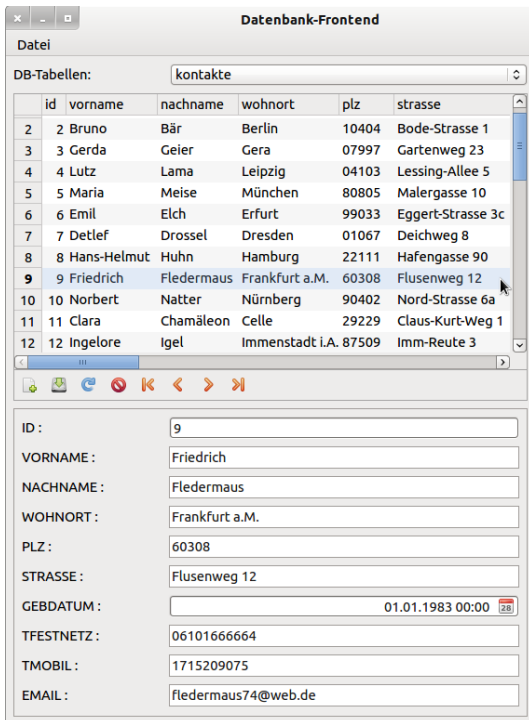 Datenbank-Frontend
Datei
DB-Tabellen: kontakte
id vorname nachname wohnort plz strasse
2 2 Bruno Bär Berlin 10404 Bode-Strasse 1
3 3 Gerda Geier Gera 07997 Gartenweg 23
4 4 Lutz Lama Leipzig 04103 Lessing-Allee 5
5 5 Maria Meise München 80805 Malergasse 10
6 6 Emil Elch Erfurt 99033 Eggert-Strasse 3c
7 7 Detlef Drossel Dresden 01067 Deichweg 8
8 8 Hans-Helmut Huhn Hamburg 22111 Hafengasse 90
9 9 Friedrich Fledermaus Frankfurt a.M. 60308 Flusenweg 12
10 10 Norbert Natter Nürnberg 90402 Nord-Strasse 6a
11 11 Clara Chamäleon Celle 29229 Claus-Kurt-Weg 1
12 12 Ingelore Igel Immenstadt i.A. 87509 Imm-Reute 3
ID : 9
VORNAME : Friedrich
NACHNAME : Fledermaus
WOHNORT : Frankfurt a.M.
PLZ : 60308
STRASSE : Flusenweg 12
GEBDATUM : 01.01.1983 00:00 28
TFESTNETZ : 06101666664
TMOBIL : 1715209075
EMAIL : fledermaus74@web.de